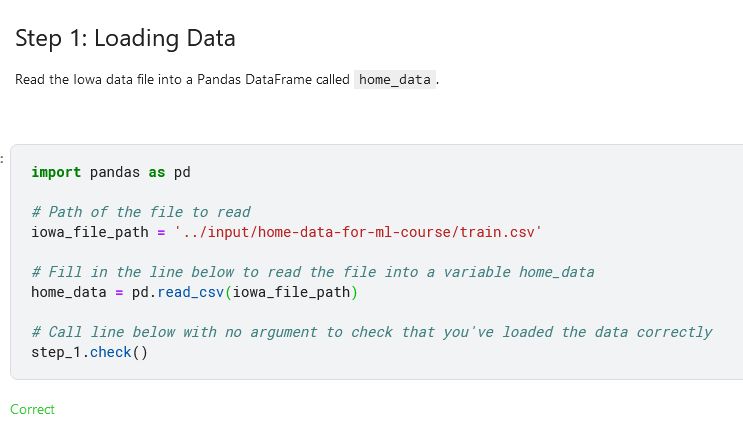 Step 1: Loading Data
Read the Iowa data file into a Pandas DataFrame called home_data.
:
import pandas as pd
# Path of the file to read
iowa_file_path = '../input/home-data-for-ml-course/train.csv'
# Fill in the line below to read the file into a variable home_data
home_data = pd.read_csv(iowa_file_path)
# Call line below with no argument to check that you've loaded the data correctly
step_1.check()
Correct